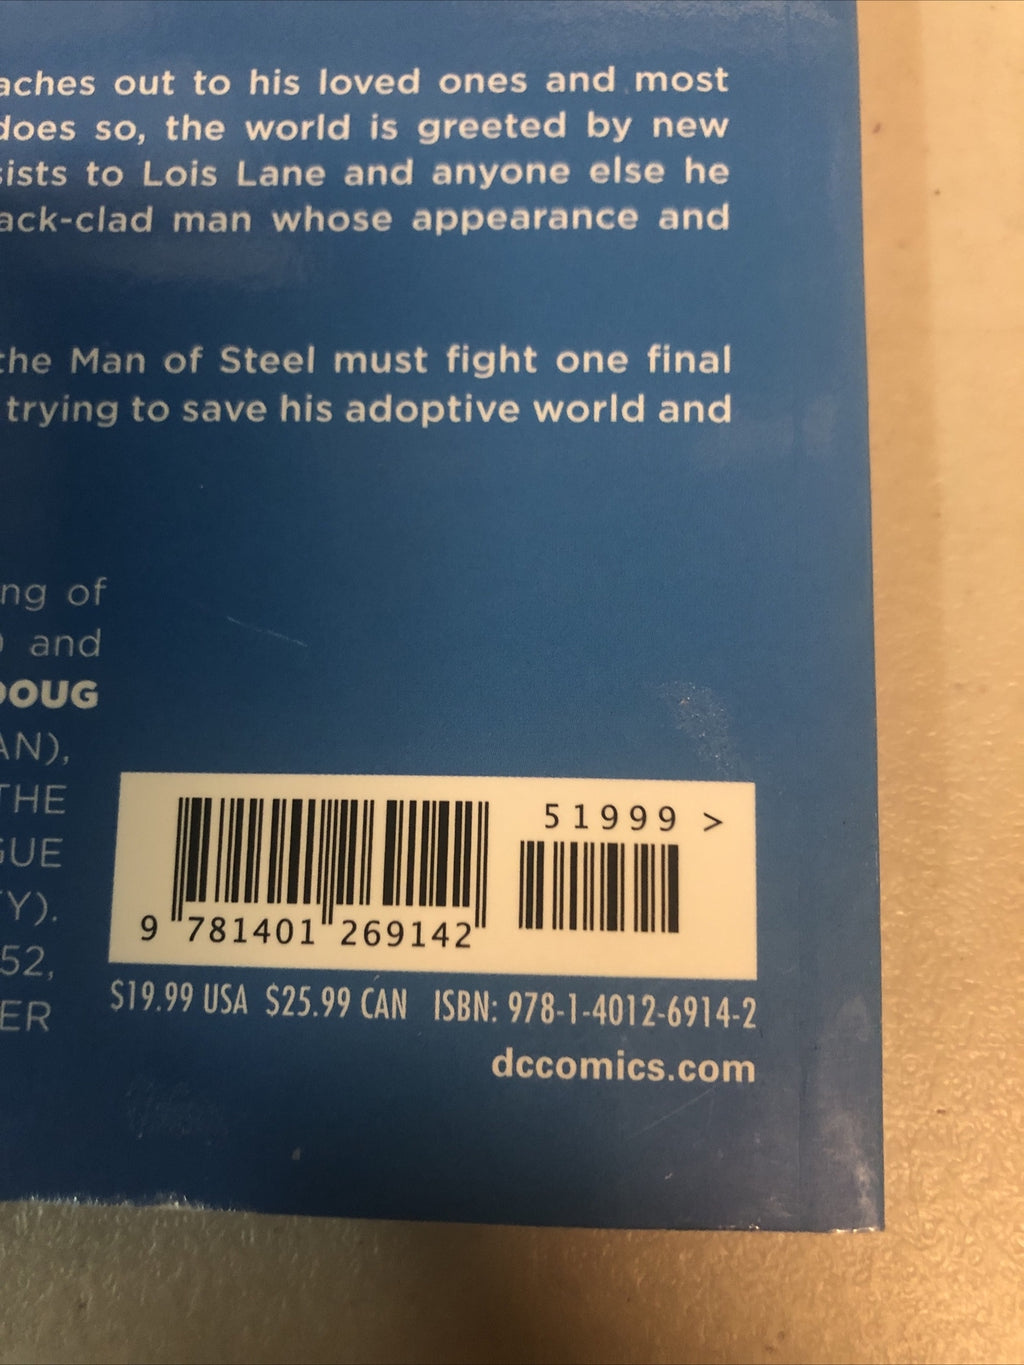 aches out to his loved ones and most
does so, the world is greeted by new
sists to Lois Lane and anyone else he
ack-clad man whose appearance and
the Man of Steel must fight one final
trying to save his adoptive world and
ng of
) and
DOUG
AN),
THE
GUE
TY).
52,
ER
51999 >
9 781401 269142
$19.99 USA $25.99 CAN ISBN: 978-1-4012-6914-2
dccomics.com